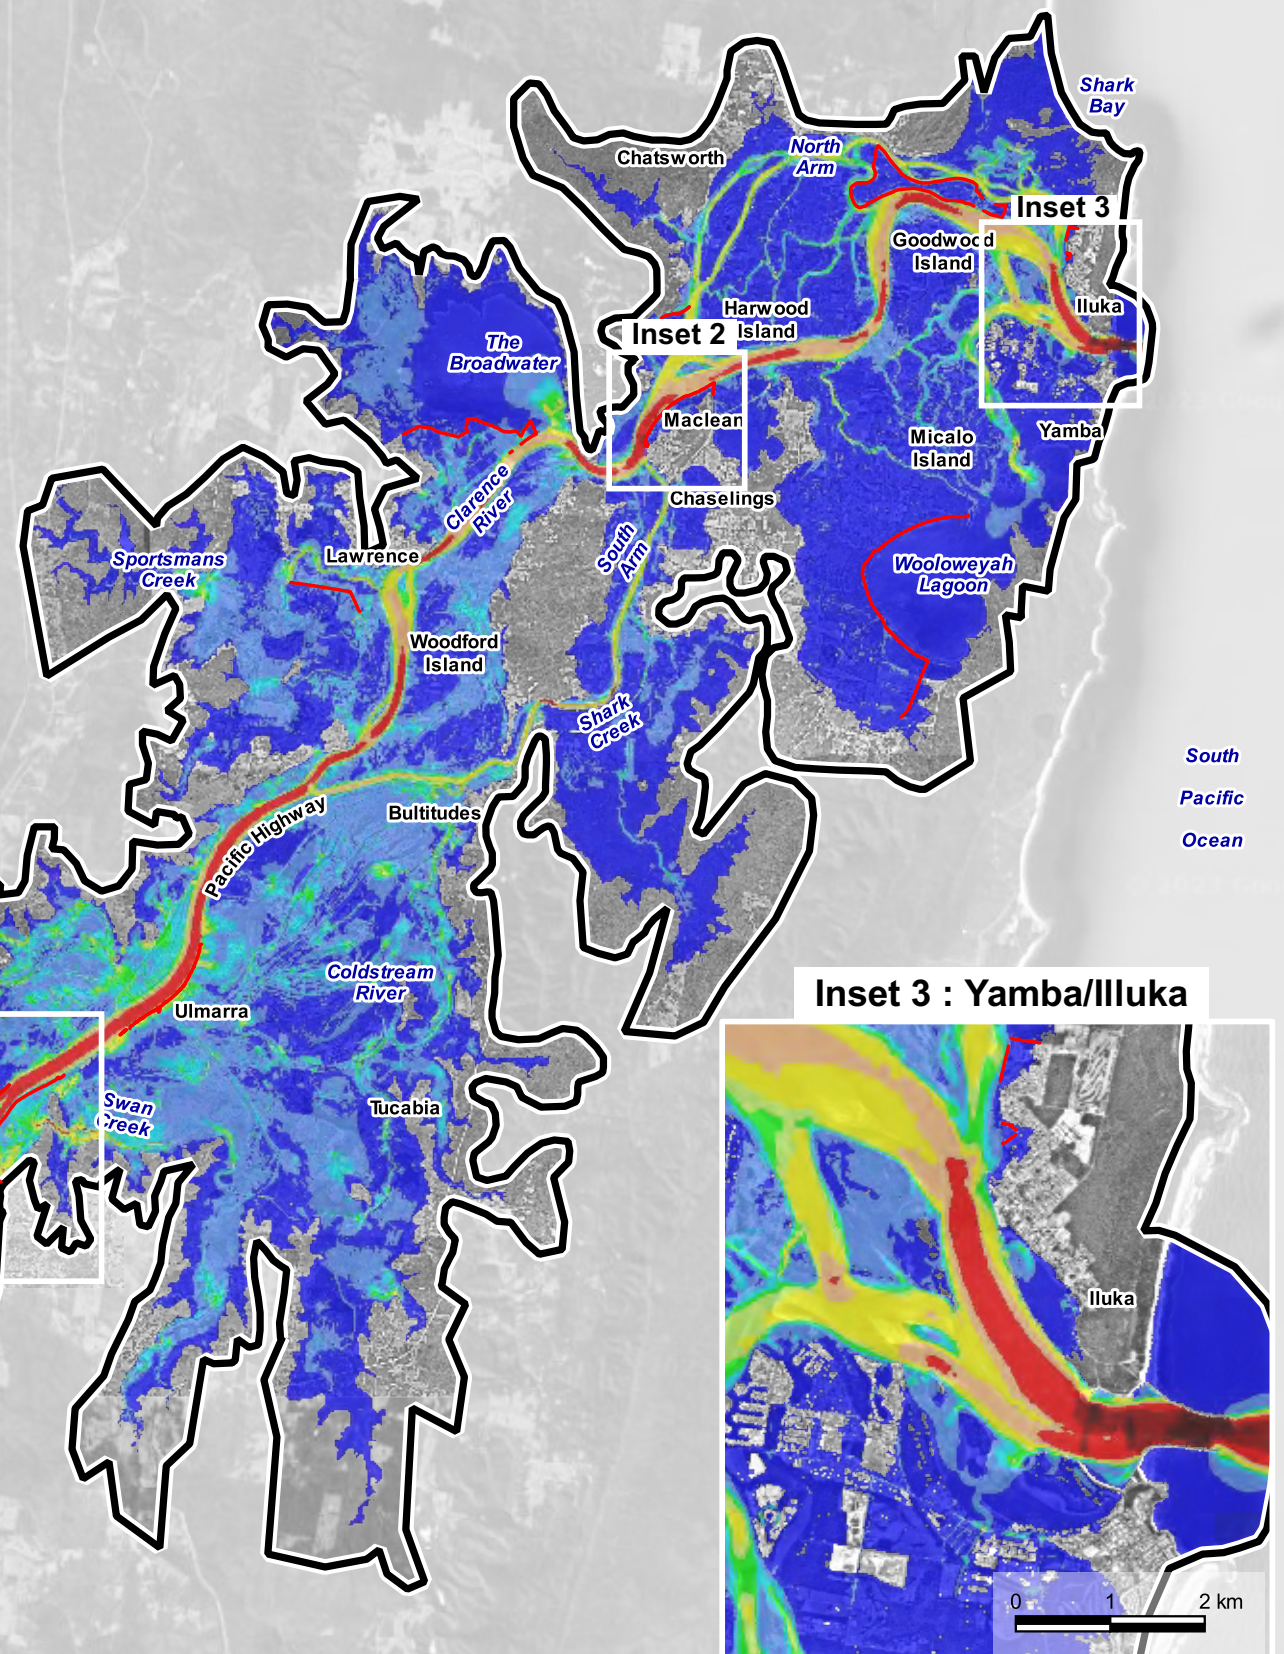 Shark
Bay
North
Arm
Chatsworth
Inset 3
Goodwood
Island
Iluka
Harwood
Island
Inset 2
The
Broadwater
Maclean
Yamba
Micalo
Island
Clarence
River
Chaselings
South
Arm
Lawrence
Sportsmans
Creek
Wooloweyah
Lagoon
Woodford
Island
Shark
Creek
South
Pacific
Ocean
Bultitudes
Pacific Highway
Coldstream
River
Ulmarra
Inset 3 : Yamba/Illuka
Swan
Creek
Tucabia
Iluka
0 1 2 km